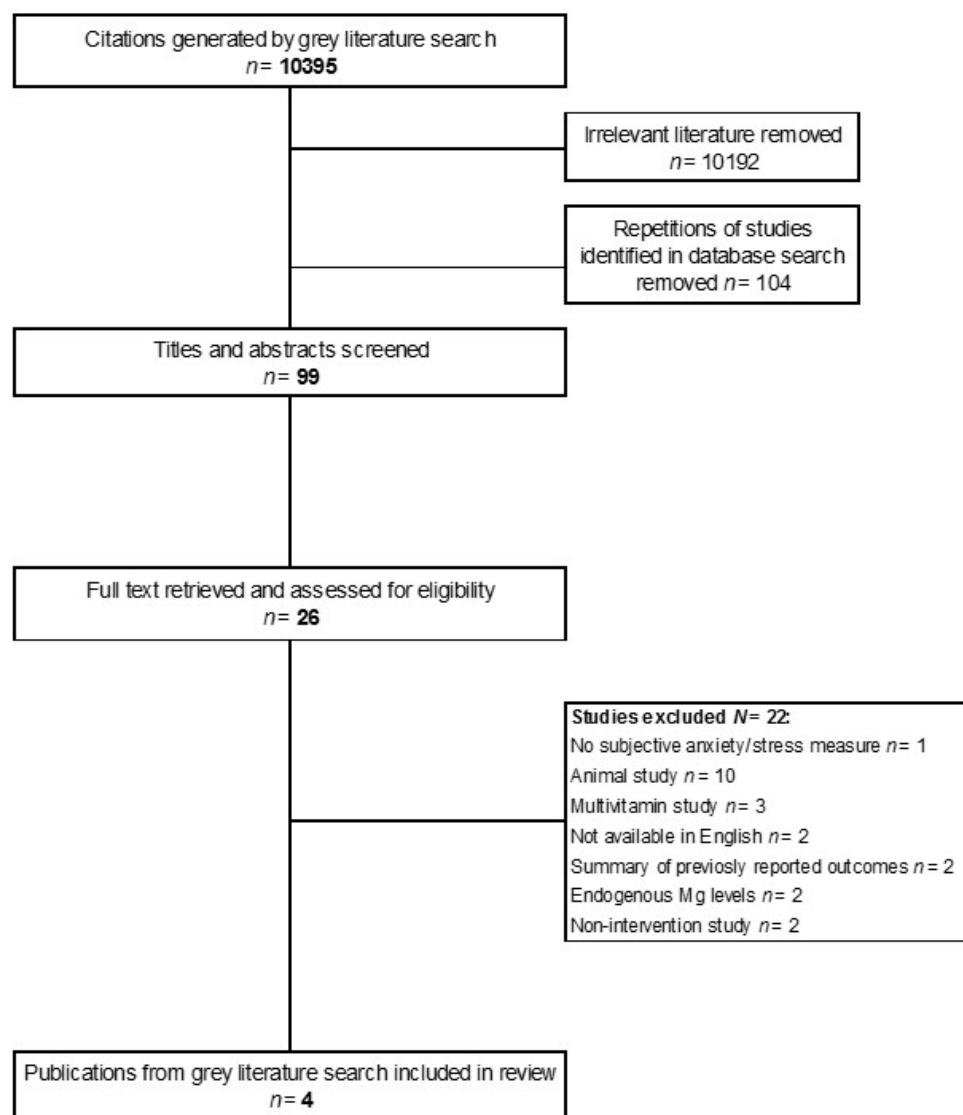 Citations generated by grey literature search
n= 10395
Irrelevant literature removed
n= 10192
Repetitions of studies
identified in database search
removed n= 104
Titles and abstracts screened
n= 99
Full text retrieved and assessed for eligibility
n= 26
Studies excluded N= 22:
No subjective anxiety/stress measure n= 1
Animal study n= 10
Multivitamin study n= 3
Not available in English n= 2
Summary of previosly reported outcomes n= 2
Endogenous Mg levels n= 2
Non-intervention study n= 2
Publications from grey literature search included in review
n= 4